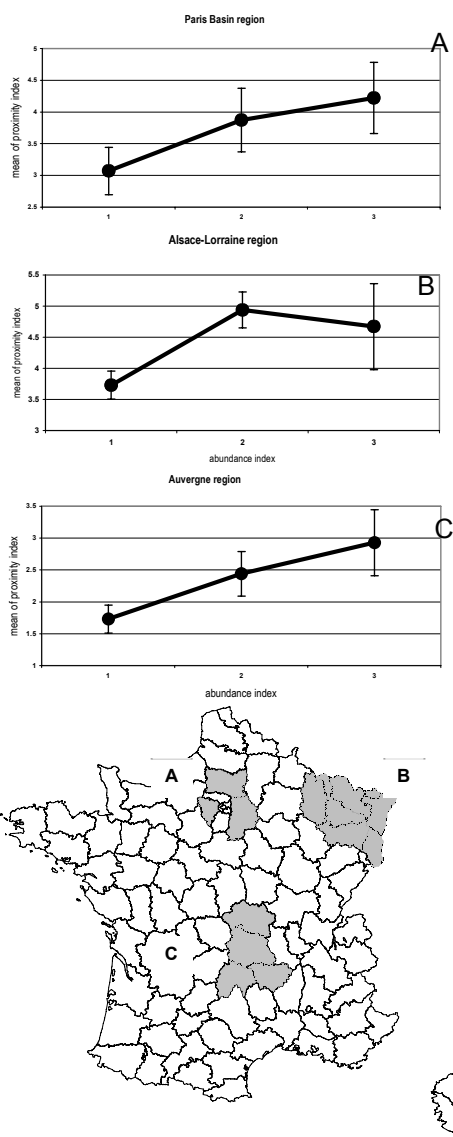 Paris Basin region
A
mean of proximity index
5
4.5
4
3.5
3
2.5
1 2 3
Alsace-Lorraine region
B
mean of proximity index
5.5
5
4.5
4
3.5
3
1 2 3
abundance index
Auvergne region
C
mean of proximity index
3.5
3
2.5
2
1.5
1
1 2 3
abundance index
A B
C